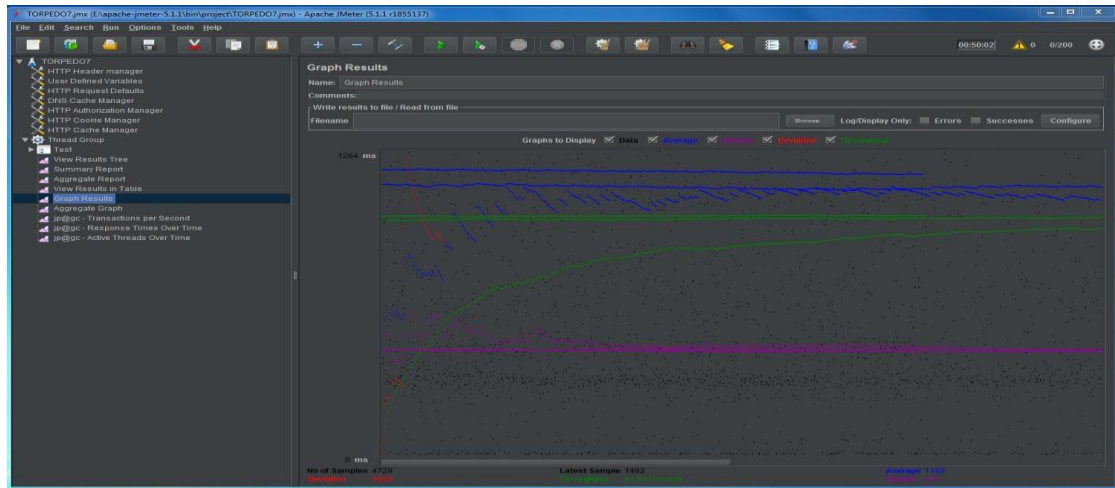 TORPEDO7.jmx (E:\apache-jmeter-5.1.1\bin\project\TORPEDO7.jmx) - Apache JMeter (5.1.1 r1855137)
File Edit Search Run Options Tools Help
00:50:02 0 0/200
TORPEDO7
HTTP Header manager
User Defined Variables
HTTP Request Defaults
DNS Cache Manager
HTTP Authorization Manager
HTTP Cookie Manager
HTTP Cache Manager
Thread Group
Test
View Results Tree
Summary Report
Aggregate Report
View Results in Table
Graph Results
Aggregate Graph
jp@gc - Transactions per Second
jp@gc - Response Times Over Time
jp@gc - Active Threads Over Time
Graph Results
Name: Graph Results
Comments:
Write results to file / Read from file
Filename Browse... Log/Display Only: Errors Successes Configure
Graphs to Display Data Average Median Deviation Throughput
1264 ms
0 ms
No of Samples 4729 Latest Sample 1462 Average
Deviation Throughput Median